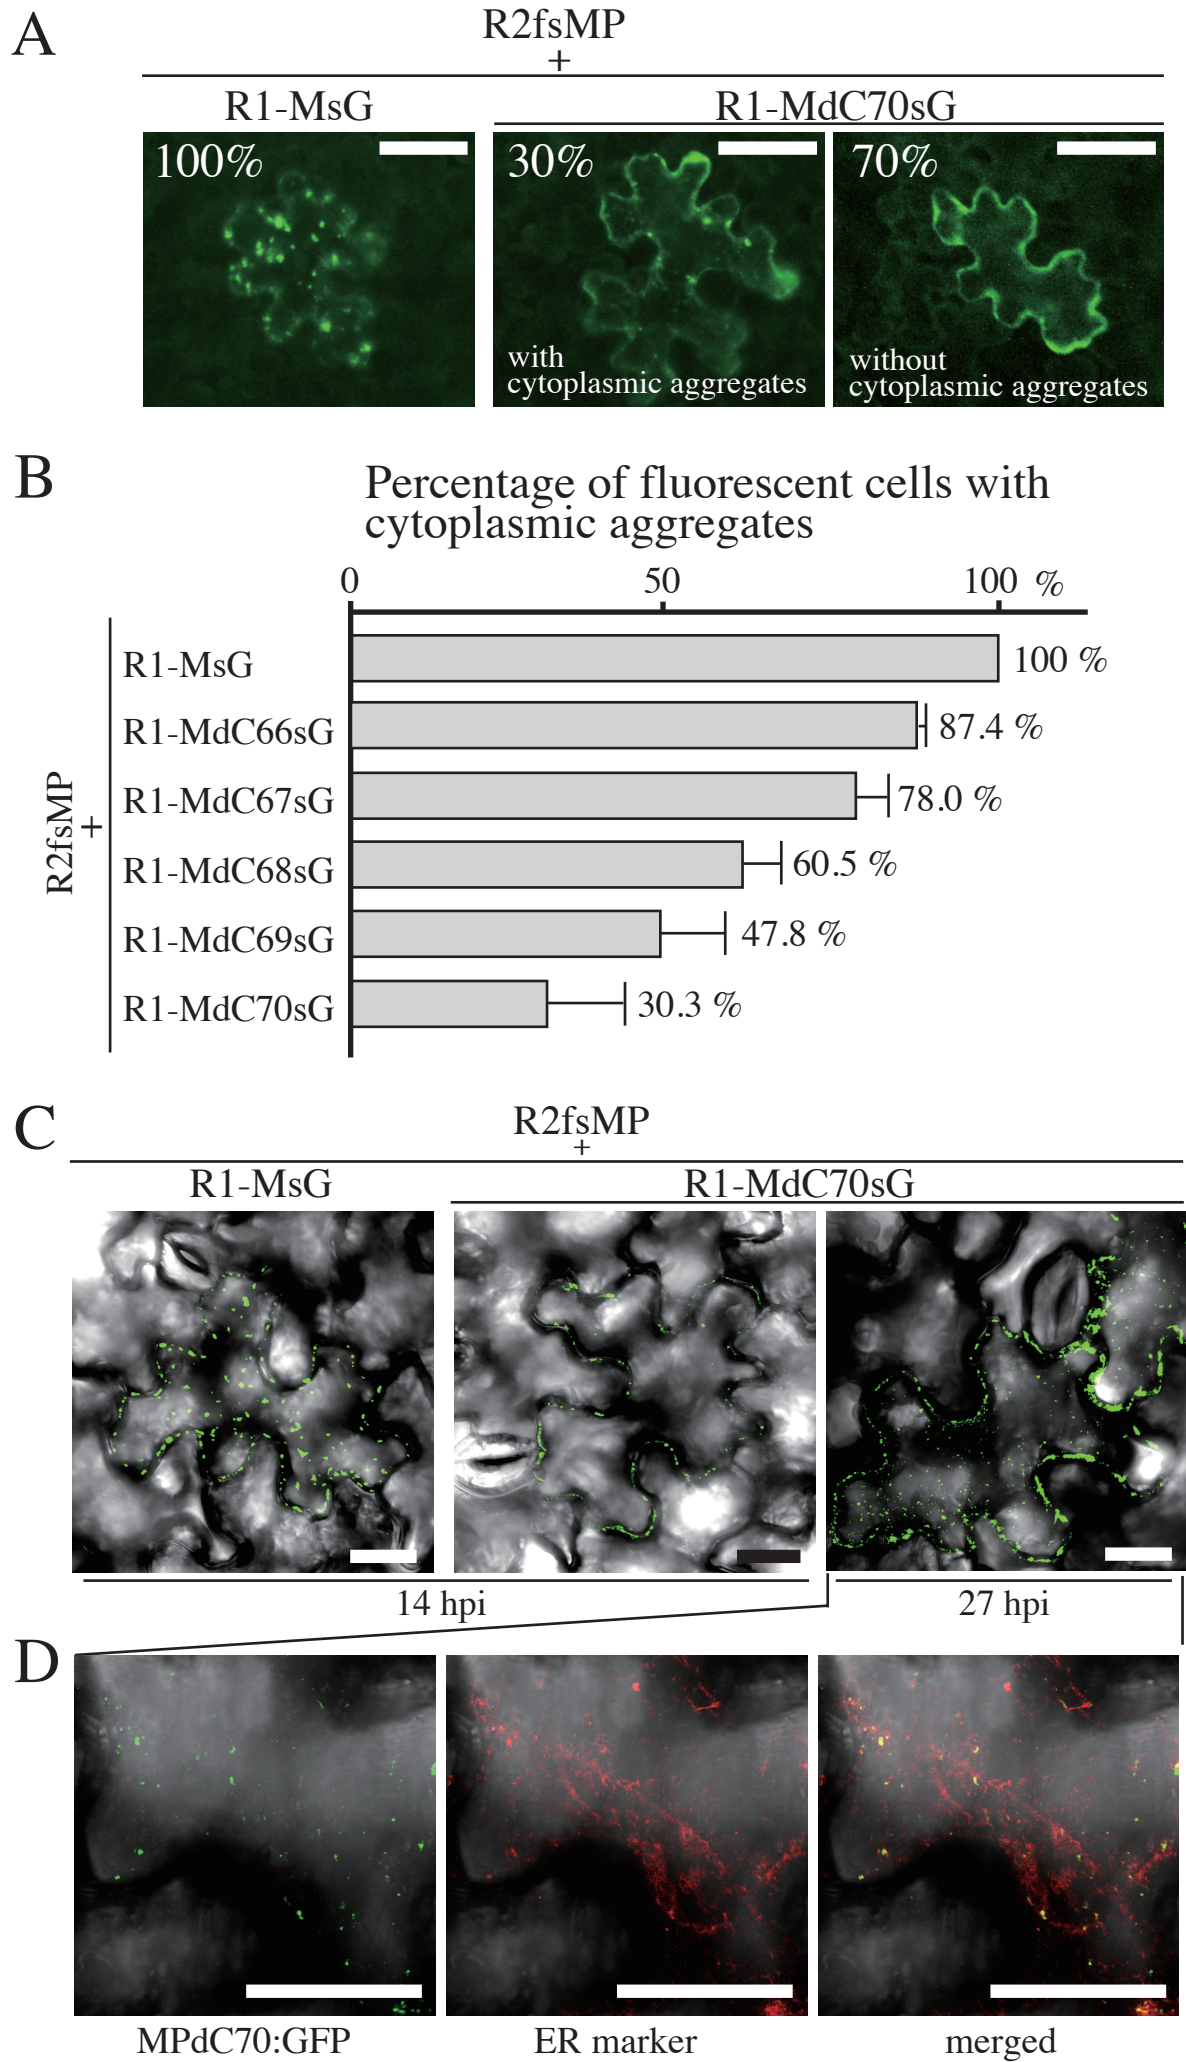 A
R2fsMP
+
R1-MsG
R1-MdC70sG
100%
30%
70%
with
cytoplasmic aggregates
without
cytoplasmic aggregates
B
Percentage of fluorescent cells with
cytoplasmic aggregates
0 50 100 %
R2fsMP
+
R1-MsG 100 %
R1-MdC66sG 87.4 %
R1-MdC67sG 78.0 %
R1-MdC68sG 60.5 %
R1-MdC69sG 47.8 %
R1-MdC70sG 30.3 %
C
R2fsMP
+
R1-MsG
R1-MdC70sG
14 hpi
27 hpi
D
MPdC70:GFP
ER marker
merged